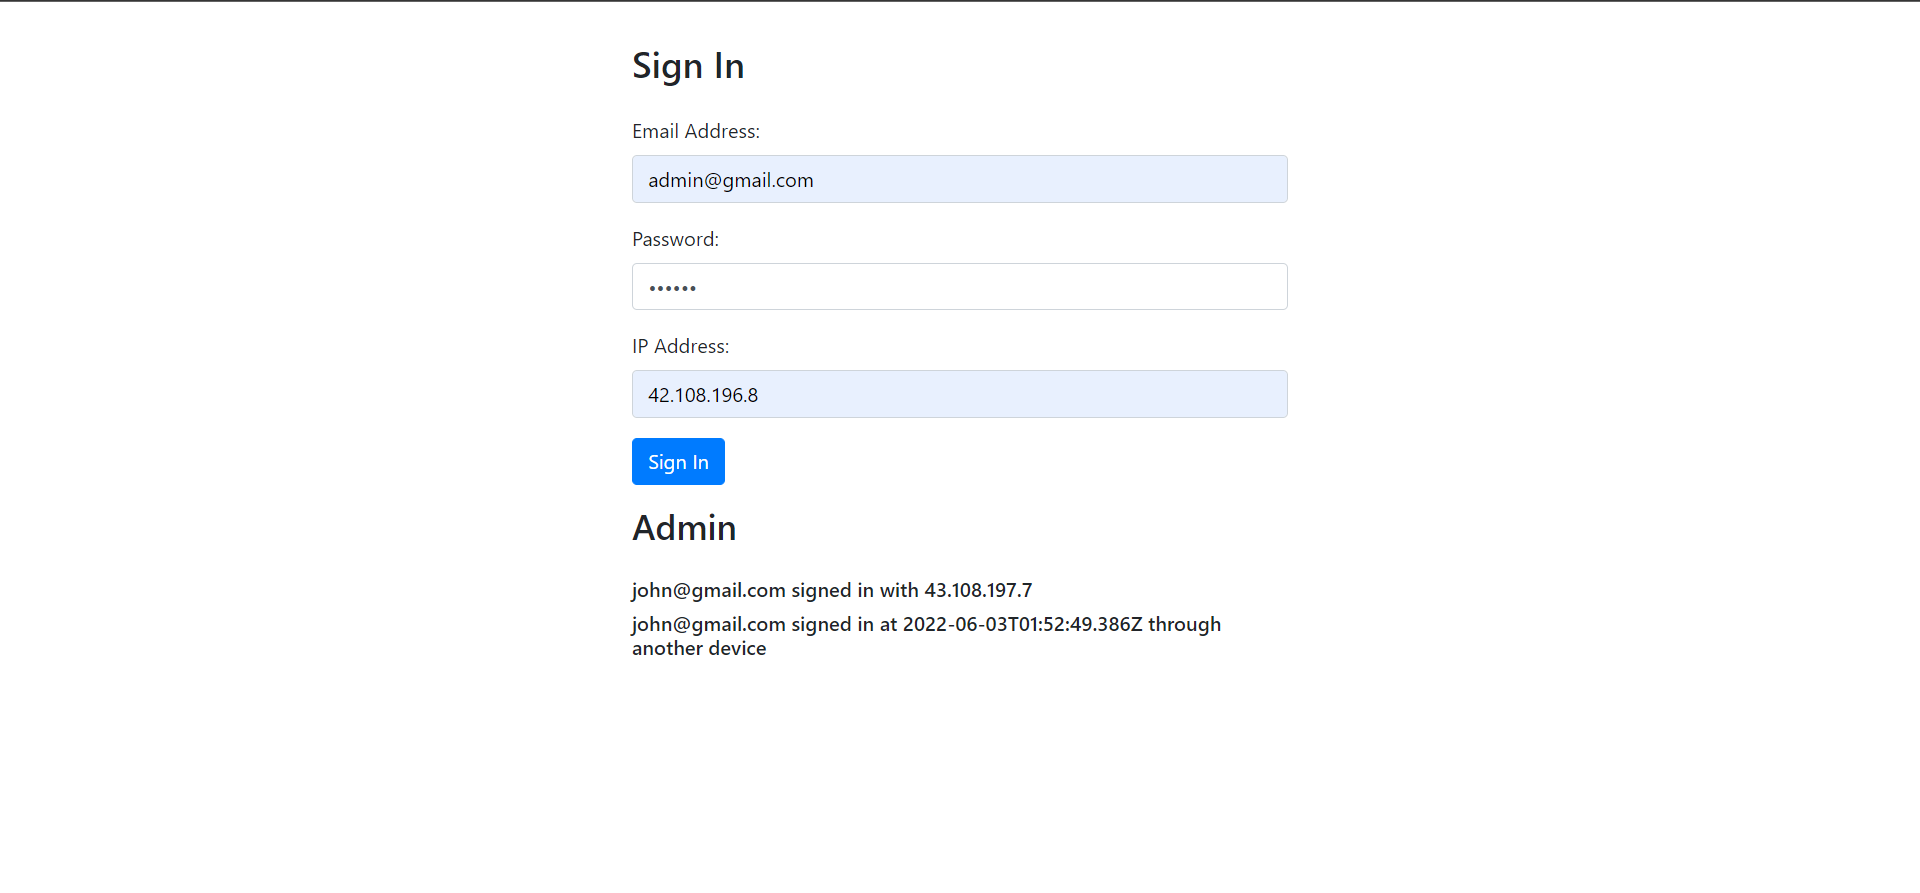 Sign In
Email Address:
admin@gmail.com
Password:
••••••
IP Address:
42.108.196.8
Sign In
Admin
john@gmail.com signed in with 43.108.197.7
john@gmail.com signed in at 2022-06-03T01:52:49.386Z through
another device